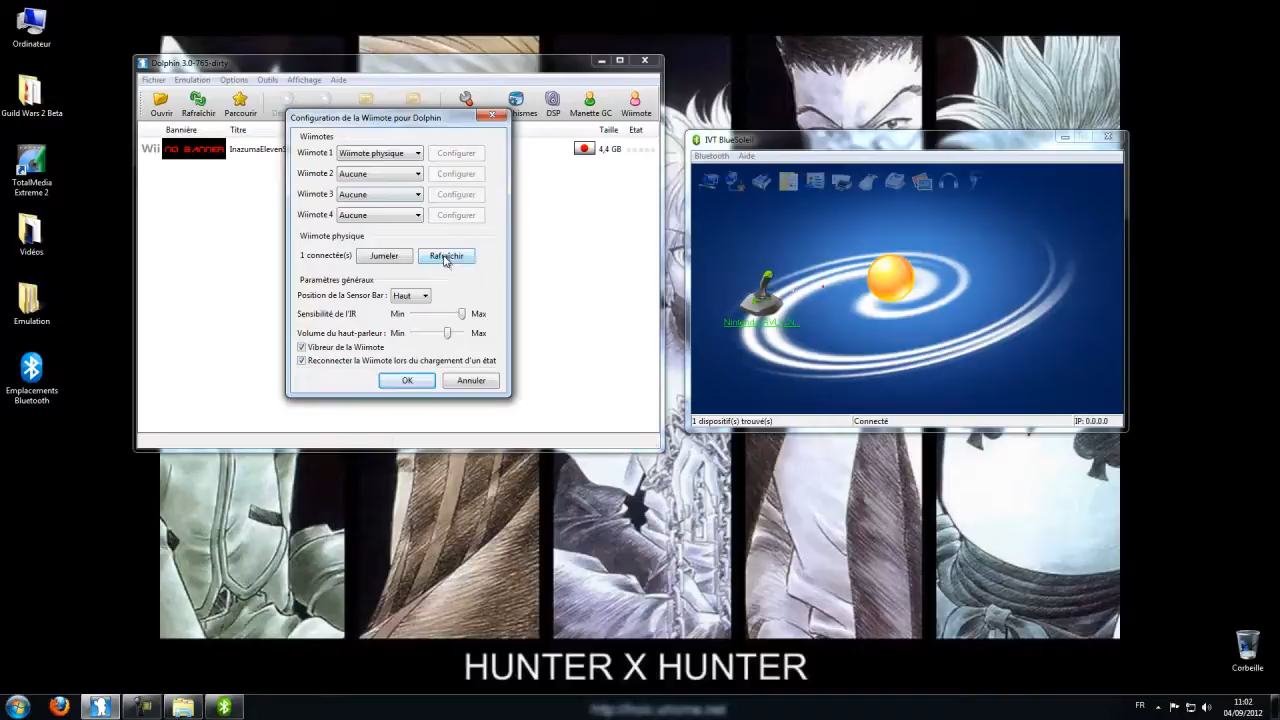 Ordinateur
Guild Wars 2 Beta
TotalMedia
Extreme 2
Vidéos
Emulation
Emplacements
Bluetooth
Dolphin 3.0-765-dirty
Fichier Emulation Options Outils Affichage Aide
Ouvrir Rafraîchir Parcourir DSP Manette GC Wiimote
Bannière Titre Taille Etat
Wii NO BANNER 4,4 GB
Configuration de la Wiimote pour Dolphin
Wiimotes
Wiimote 1 Wiimote physique Configurer
Wiimote 2 Aucune Configurer
Wiimote 3 Aucune Configurer
Wiimote 4 Aucune Configurer
Wiimote physique
1 connectée(s) Jumeler Rafraîchir
Paramètres généraux
Position de la Sensor Bar : Haut
Sensibilité de l'IR Min Max
Volume du haut-parleur : Min Max
Vibreur de la Wiimote
Reconnecter la Wiimote lors du chargement d'un état
OK Annuler
IVT BlueSoleil
Bluetooth Aide
1 dispositif(s) trouvé(s) Connecté IP: 0.0.0.0
HUNTER X HUNTER
Corbeille
FR
11:02
04/09/2012